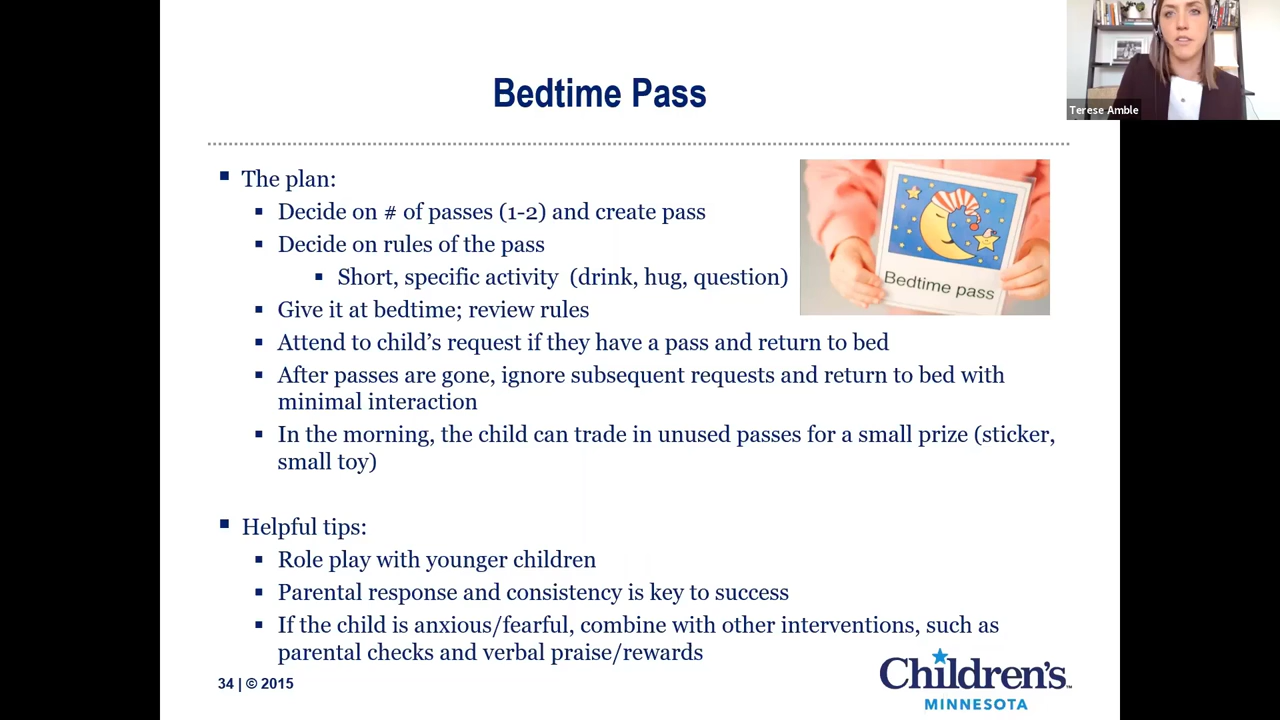 Bedtime Pass
Terese Amble
▪ The plan:
▪ Decide on # of passes (1-2) and create pass
▪ Decide on rules of the pass
▪ Short, specific activity (drink, hug, question)
▪ Give it at bedtime; review rules
▪ Attend to child's request if they have a pass and return to bed
▪ After passes are gone, ignore subsequent requests and return to bed with
minimal interaction
▪ In the morning, the child can trade in unused passes for a small prize (sticker,
small toy)
Bedtime pass
▪ Helpful tips:
▪ Role play with younger children
▪ Parental response and consistency is key to success
▪ If the child is anxious/fearful, combine with other interventions, such as
parental checks and verbal praise/rewards
34 | © 2015
Children's™
MINNESOTA